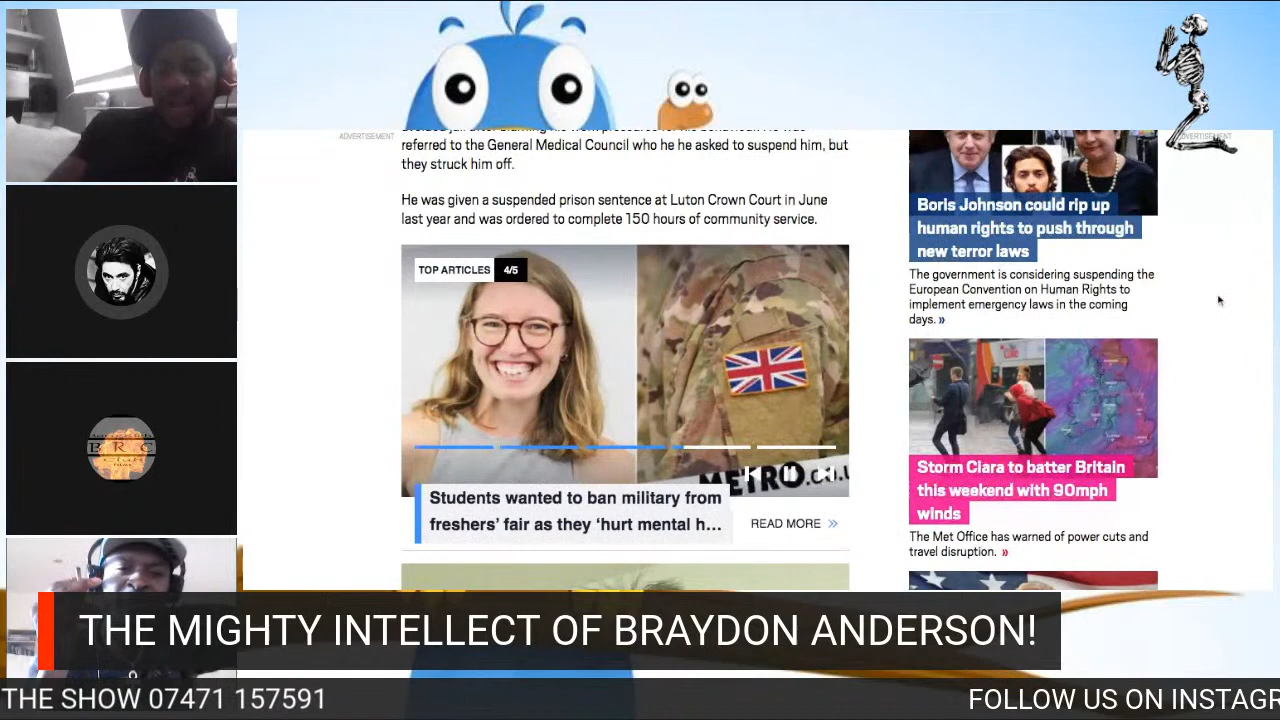 ADVERTISEMENT
referred to the General Medical Council who he he asked to suspend him, but
they struck him off.
He was given a suspended prison sentence at Luton Crown Court in June
last year and was ordered to complete 150 hours of community service.
TOP ARTICLES 4/5
METRO.co.u
Students wanted to ban military from
freshers’ fair as they ‘hurt mental h...
READ MORE »
ADVERTISEMENT
Boris Johnson could rip up
human rights to push through
new terror laws
The government is considering suspending the
European Convention on Human Rights to
implement emergency laws in the coming
days. »
Storm Ciara to batter Britain
this weekend with 90mph
winds
The Met Office has warned of power cuts and
travel disruption. »
B R C
THE MIGHTY INTELLECT OF BRAYDON ANDERSON!
THE SHOW 07471 157591
FOLLOW US ON INSTAGR